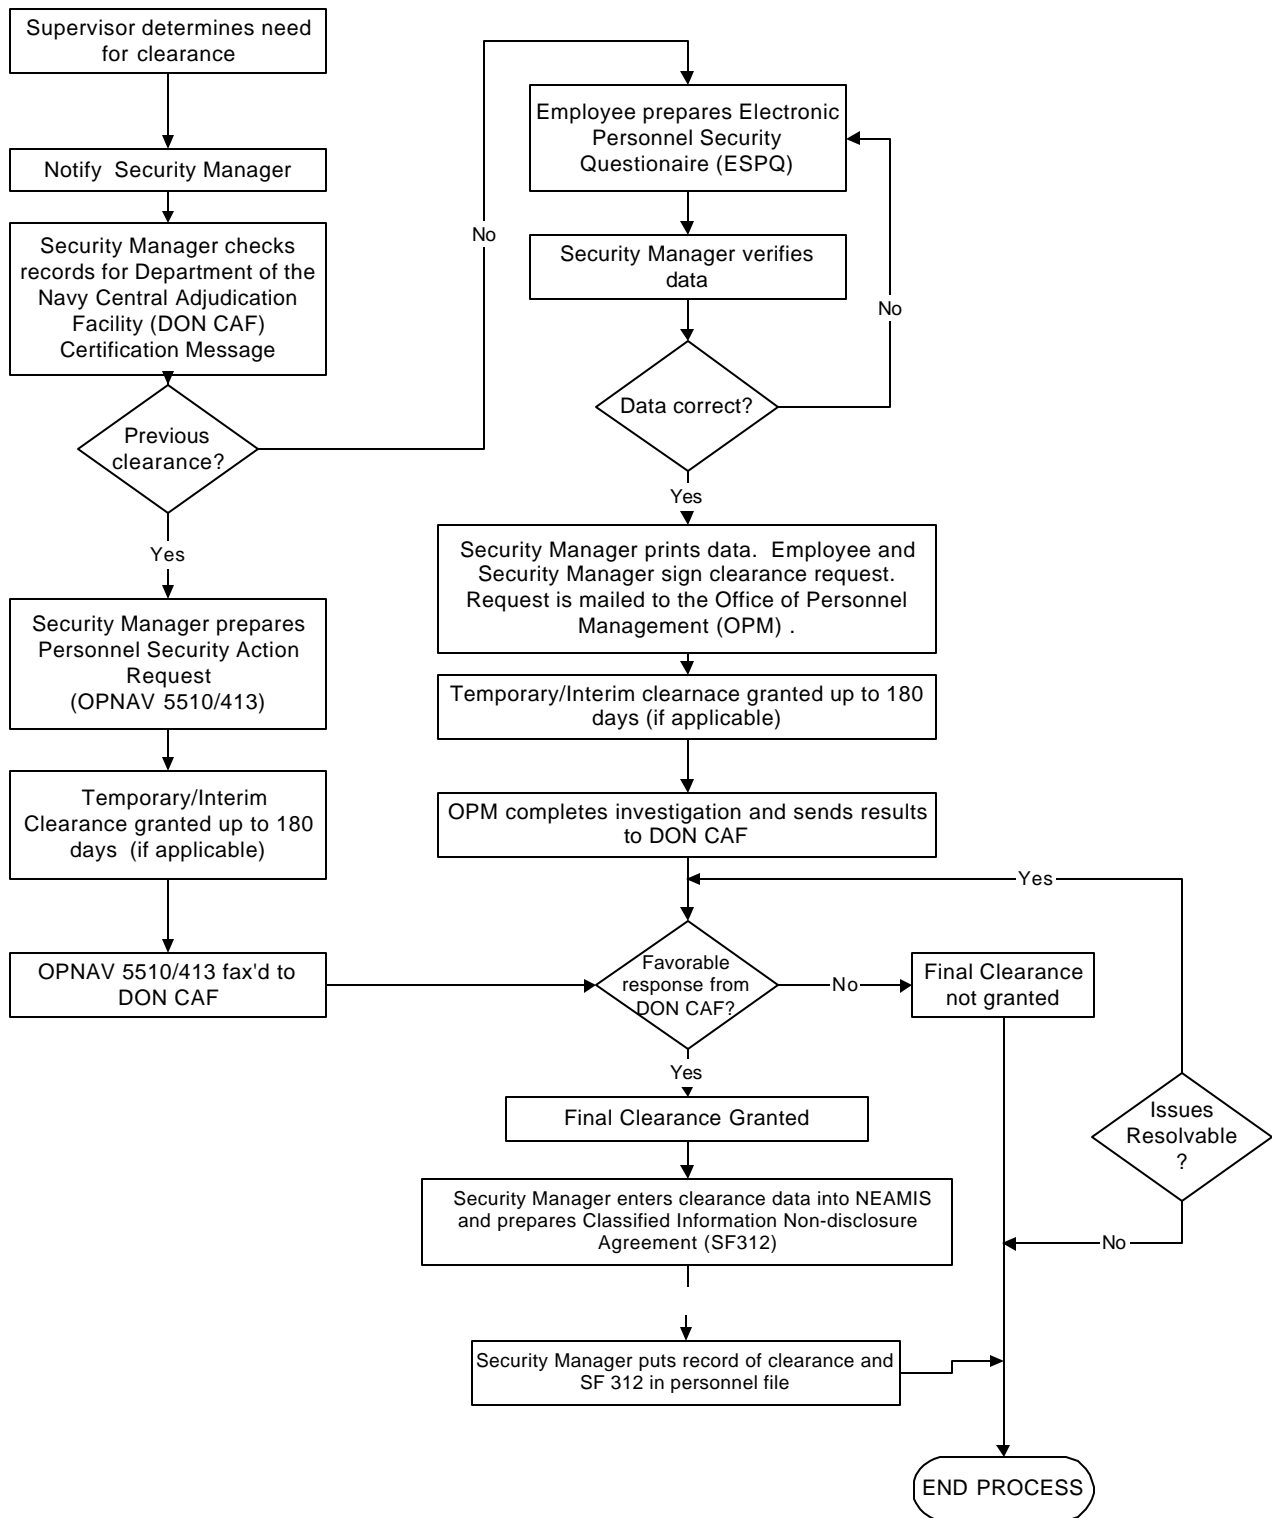 Supervisor determines need
for clearance
Notify Security Manager
Security Manager checks
records for Department of the
Navy Central Adjudication
Facility (DON CAF)
Certification Message
Previous
clearance?
No
Yes
Security Manager prepares
Personnel Security Action
Request
(OPNAV 5510/413)
Temporary/Interim
Clearance granted up to 180
days (if applicable)
OPNAV 5510/413 fax'd to
DON CAF
Employee prepares Electronic
Personnel Security
Questionaire (ESPQ)
Security Manager verifies
data
Data correct?
No
Yes
Security Manager prints data. Employee and
Security Manager sign clearance request.
Request is mailed to the Office of Personnel
Management (OPM) .
Temporary/Interim clearnace granted up to 180
days (if applicable)
OPM completes investigation and sends results
to DON CAF
Yes
Favorable
response from
DON CAF?
No
Final Clearance
not granted
Yes
Final Clearance Granted
Issues
Resolvable
?
No
Security Manager enters clearance data into NEAMIS
and prepares Classified Information Non-disclosure
Agreement (SF312)
Security Manager puts record of clearance and
SF 312 in personnel file
END PROCESS